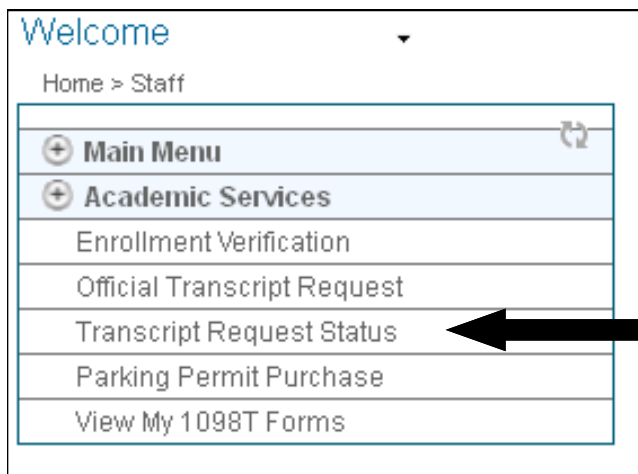 Welcome
Home > Staff
Main Menu
Academic Services
Enrollment Verification
Official Transcript Request
Transcript Request Status
Parking Permit Purchase
View My 1098T Forms